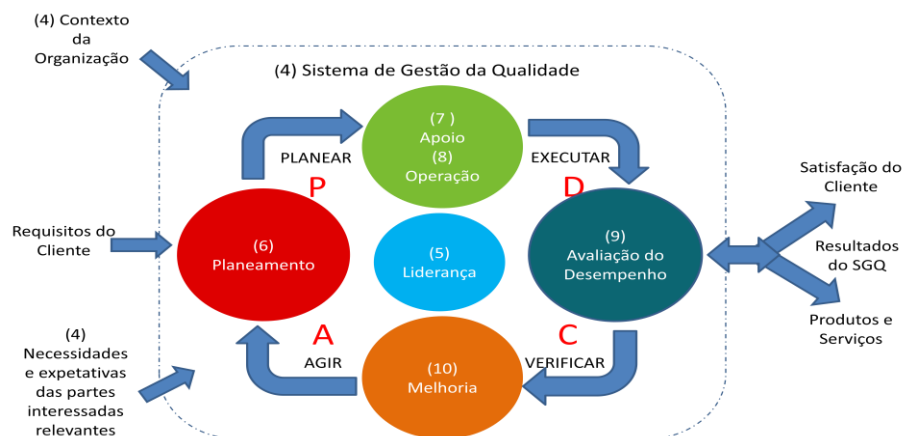 (4) Contexto
da
Organização
(4) Sistema de Gestão da Qualidade
(7 )
Apoio
(8)
Operação
PLANEAR
P
EXECUTAR
D
Requisitos do
Cliente
(6)
Planeamento
(5)
Liderança
(9)
Avaliação do
Desempenho
Satisfação do
Cliente
Resultados
do SGQ
Produtos e
Serviços
A
AGIR
C
VERIFICAR
(10)
Melhoria
(4)
Necessidades
e expetativas
das partes
interessadas
relevantes